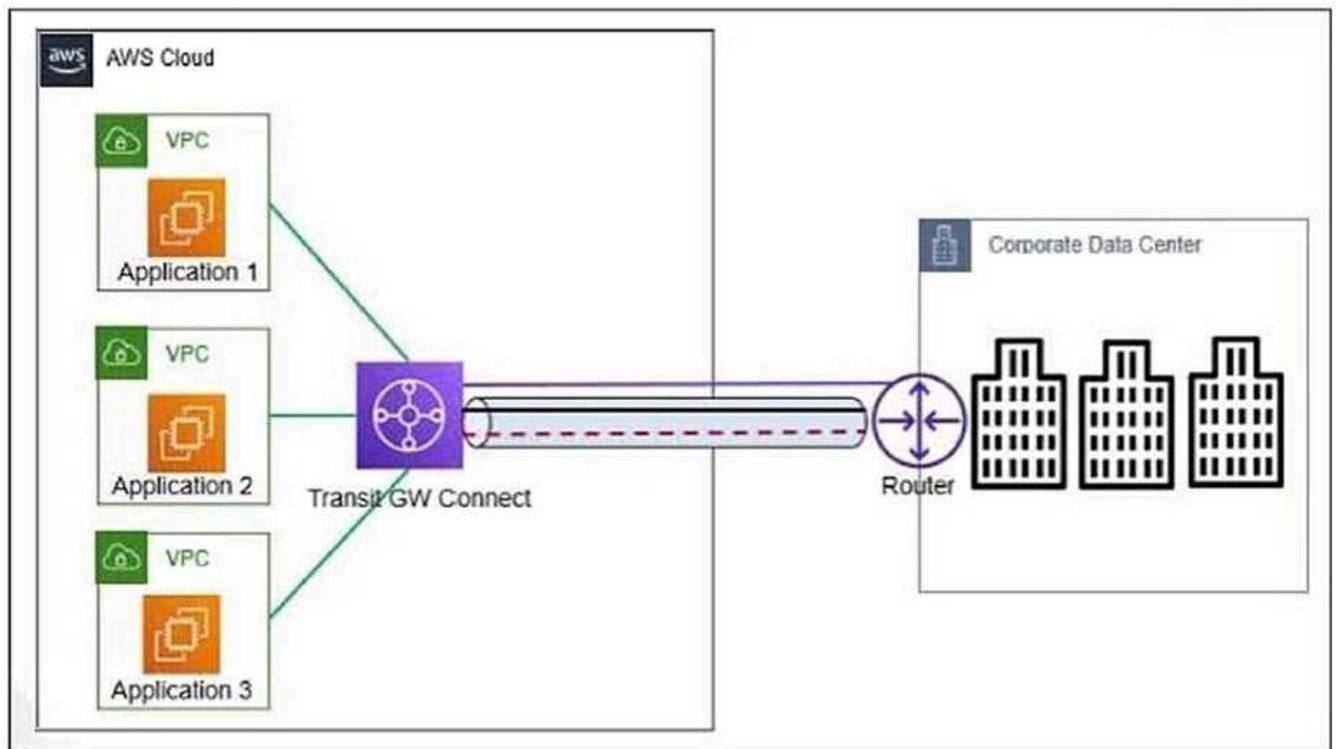 aws
AWS Cloud
VPC
Application 1
VPC
Application 2
VPC
Application 3
Transit GW Connect
Router
Corporate Data Center